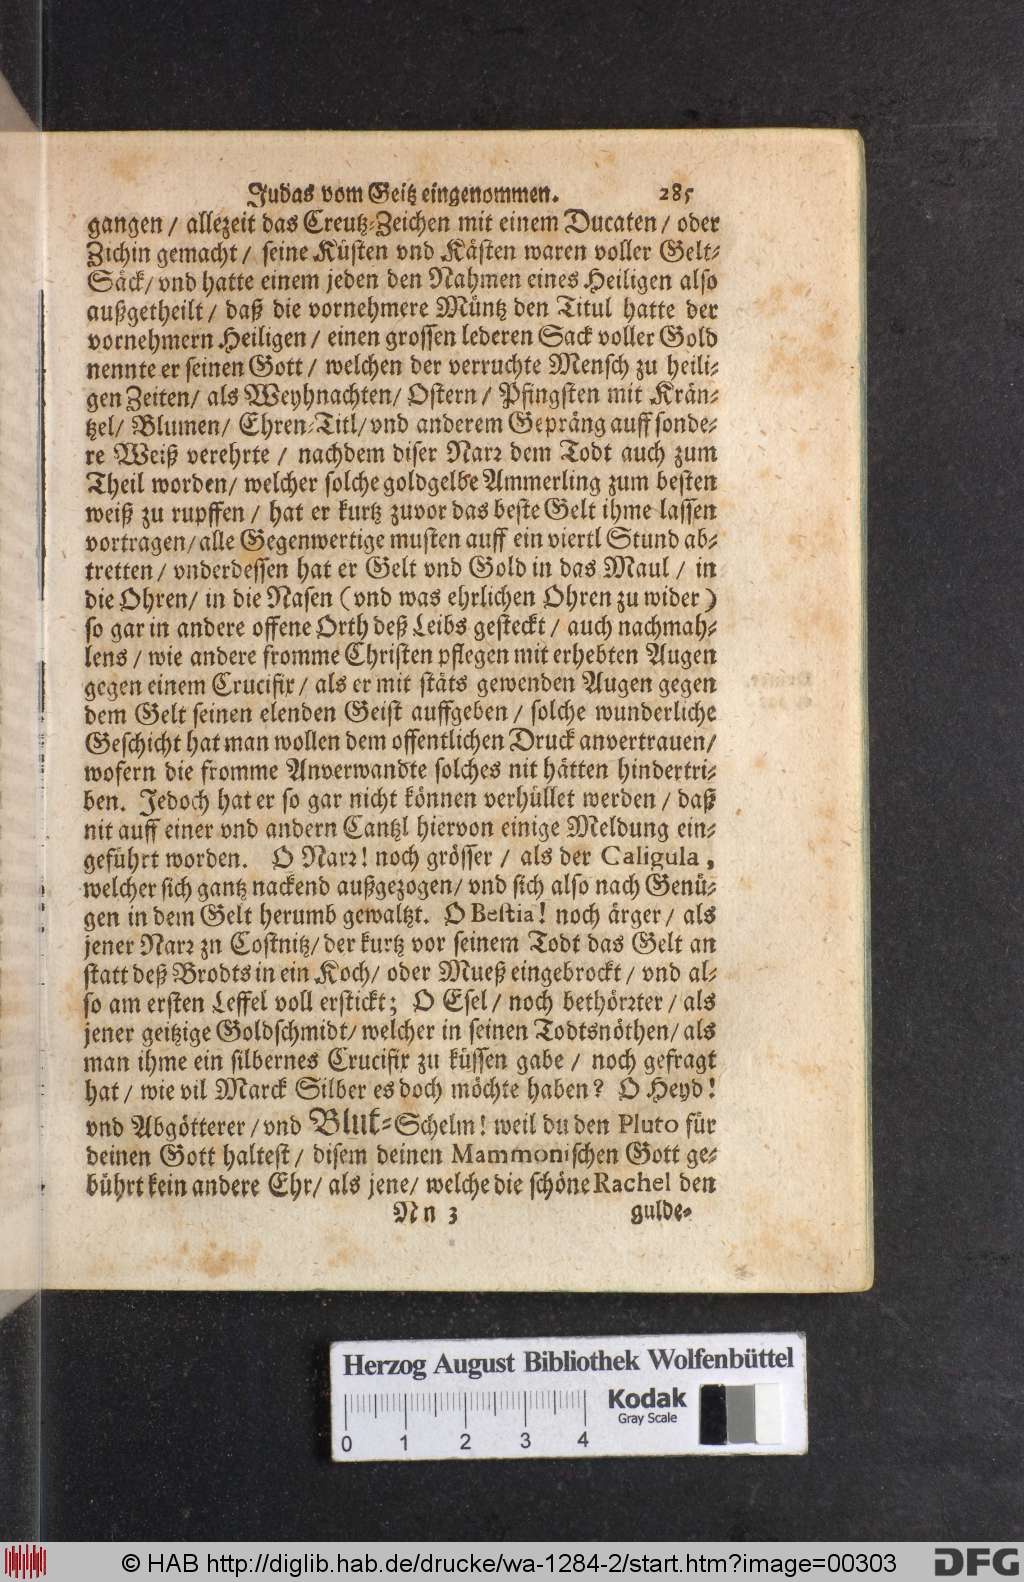 Judas vom Geitz eingenommen. 285
gangen / allezeit das Creutz-Zeichen mit einem Ducaten / oder
Zichin gemacht / seine Küsten vnd Kästen waren voller Gelt-
Säck / vnd hatte einem jeden den Nahmen eines Heiligen also
außgetheilt / daß die vornehmere Müntz den Titul hatte der
vornehmern Heiligen / einen grossen lederen Sack voller Gold
nennte er seinen Gott / welchen der verruchte Mensch zu heili-
gen Zeiten / als Weyhnachten / Ostern / Pfingsten mit Krän-
tzel / Blumen / Ehren-Titl / vnd anderem Gepräng auff sonde-
re Weiß verehrte / nachdem diser Narr dem Todt auch zum
Theil worden / welcher solche goldgelbe Ammerling zum besten
weiß zu rupffen / hat er kurtz zuvor das beste Gelt ihme lassen
vortragen / alle Gegenwertige musten auff ein viertl Stund ab-
tretten / vnderdessen hat er Gelt vnd Gold in das Maul / in
die Ohren / in die Nasen (vnd was ehrlichen Ohren zu wider)
so gar in andere offene Orth deß Leibs gesteckt / auch nachmah-
lens / wie andere fromme Christen pflegen mit erhebten Augen
gegen einem Crucifix / als er mit stäts gewenden Augen gegen
dem Gelt seinen elenden Geist auffgeben / solche wunderliche
Geschicht hat man wollen dem offentlichen Druck anvertrauen /
wofern die fromme Anverwandte solches nit hätten hindertri-
ben. Jedoch hat er so gar nicht können verhüllet werden / daß
nit auff einer vnd andern Cantzl hiervon einige Meldung ein-
geführt worden. O Narr! noch grösser / als der Caligula,
welcher sich gantz nackend außgezogen / vnd sich also nach Genü-
gen in dem Gelt herumb gewaltzt. O Bestia! noch ärger / als
jener Narr zu Costnitz / der kurtz vor seinem Todt das Gelt an
statt deß Brodts in ein Koch / oder Mueß eingebrockt / vnd al-
so am ersten Leffel voll erstickt; O Esel / noch bethörrter / als
jener geitzige Goldschmidt / welcher in seinen Todtsnöthen / als
man ihme ein silbernes Crucifix zu küssen gabe / noch gefragt
hat / wie vil Marck Silber es doch möchte haben? O Heyd!
vnd Abgötterer / vnd Blut-Schelm! weil du den Pluto für
deinen Gott haltest / disem deinen Mammonischen Gott ge-
bührt kein andere Ehr / als jene / welche die schöne Rachel den
Nn 3 gulde-
Herzog August Bibliothek Wolfenbüttel
Kodak
Gray Scale
0 1 2 3 4
© HAB http://diglib.hab.de/drucke/wa-1284-2/start.htm?image=00303 DFG